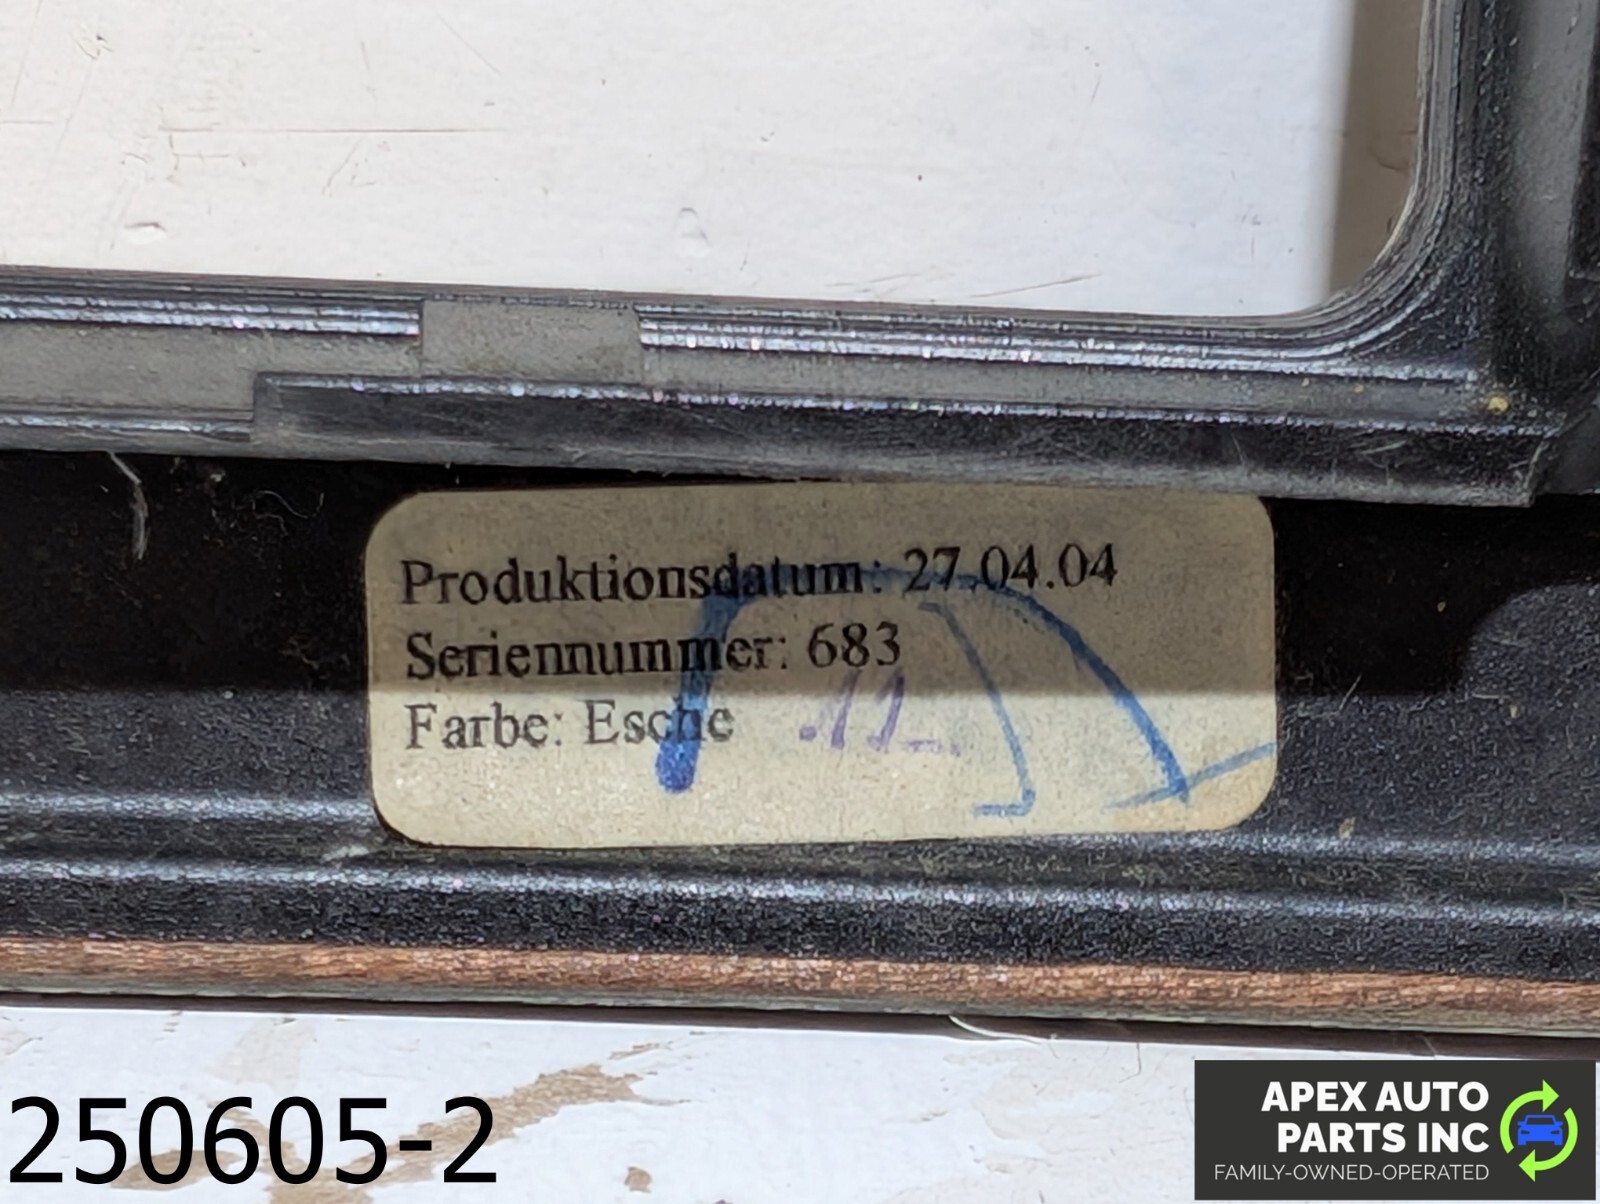 Produktionsdatum: 27.04.04
Seriennummer: 683
Farbe: Esche
250605-2
APEX AUTO
PARTS INC
FAMILY-OWNED-OPERATED